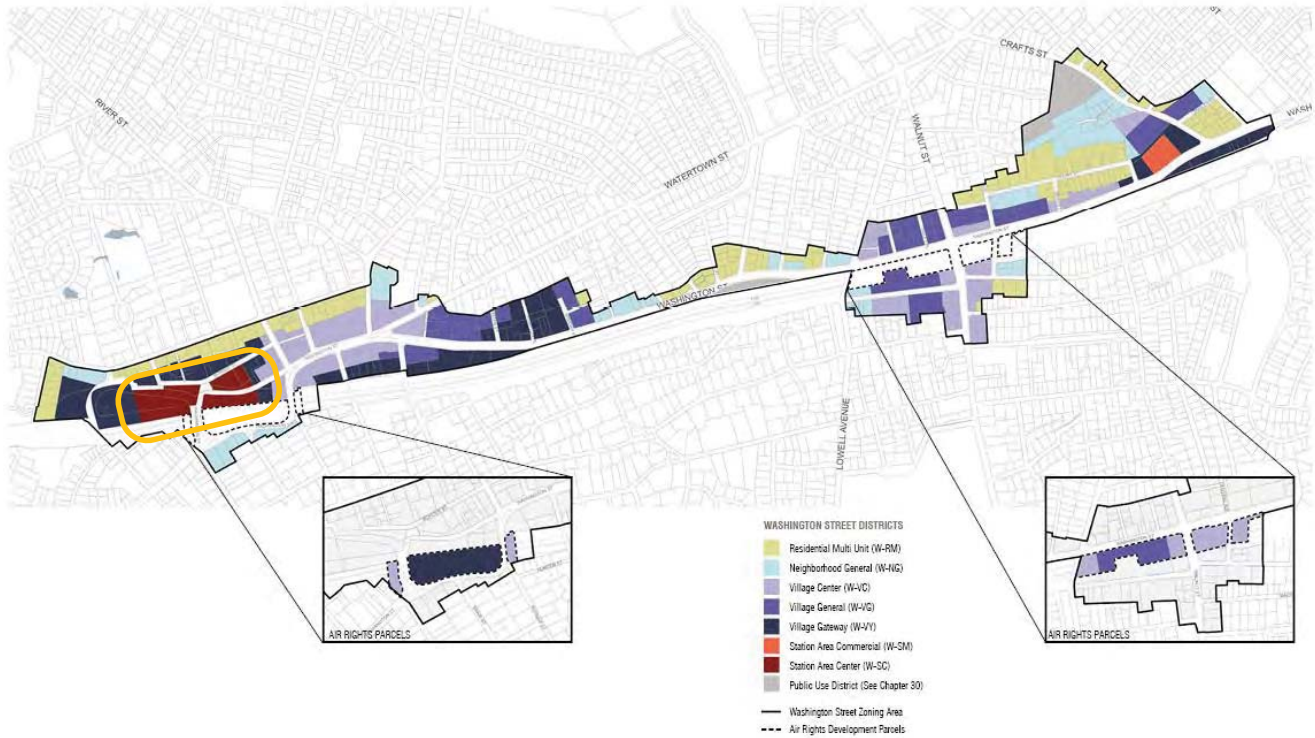 ST
CRAFTS ST
RIVER ST
WASH
WALNUT ST
WATERTOWN ST
WASHINGTON ST
LOWELL AVENUE
AIR RIGHTS PARCELS
AIR RIGHTS PARCELS
WASHINGTON STREET DISTRICTS
Residential Multi Unit (W-RM)
Neighborhood General (W-NG)
Village Center (W-VC)
Village General (W-VG)
Village Gateway (W-VY)
Station Area Commercial (W-SM)
Station Area Center (W-SC)
Public Use District (See Chapter 30)
Washington Street Zoning Area
Air Rights Development Parcels